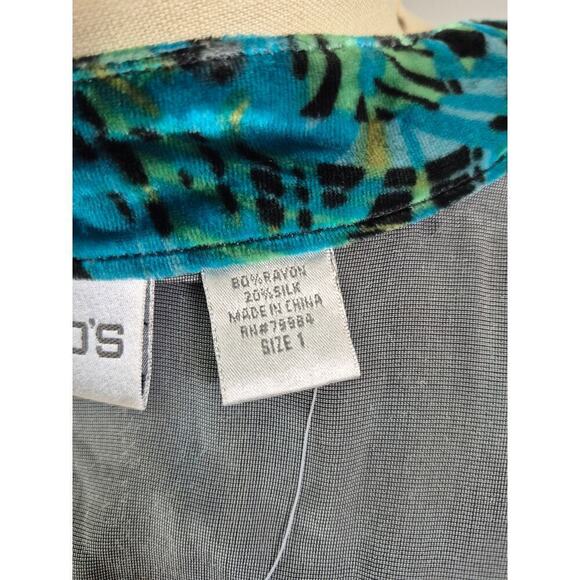 O'S
80% RAYON
20% SILK
MADE IN CHINA
RN# 79984
SIZE 1